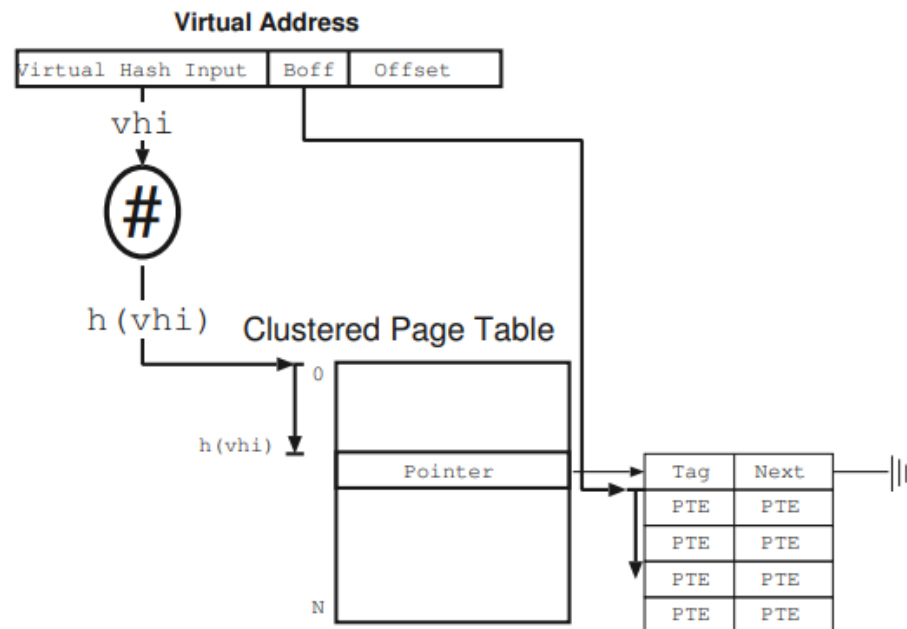 Virtual Address
Virtual Hash Input Boff Offset
vhi
#
h(vhi)
Clustered Page Table
0
h(vhi)
Pointer Tag Next
PTE PTE
PTE PTE
PTE PTE
N PTE PTE